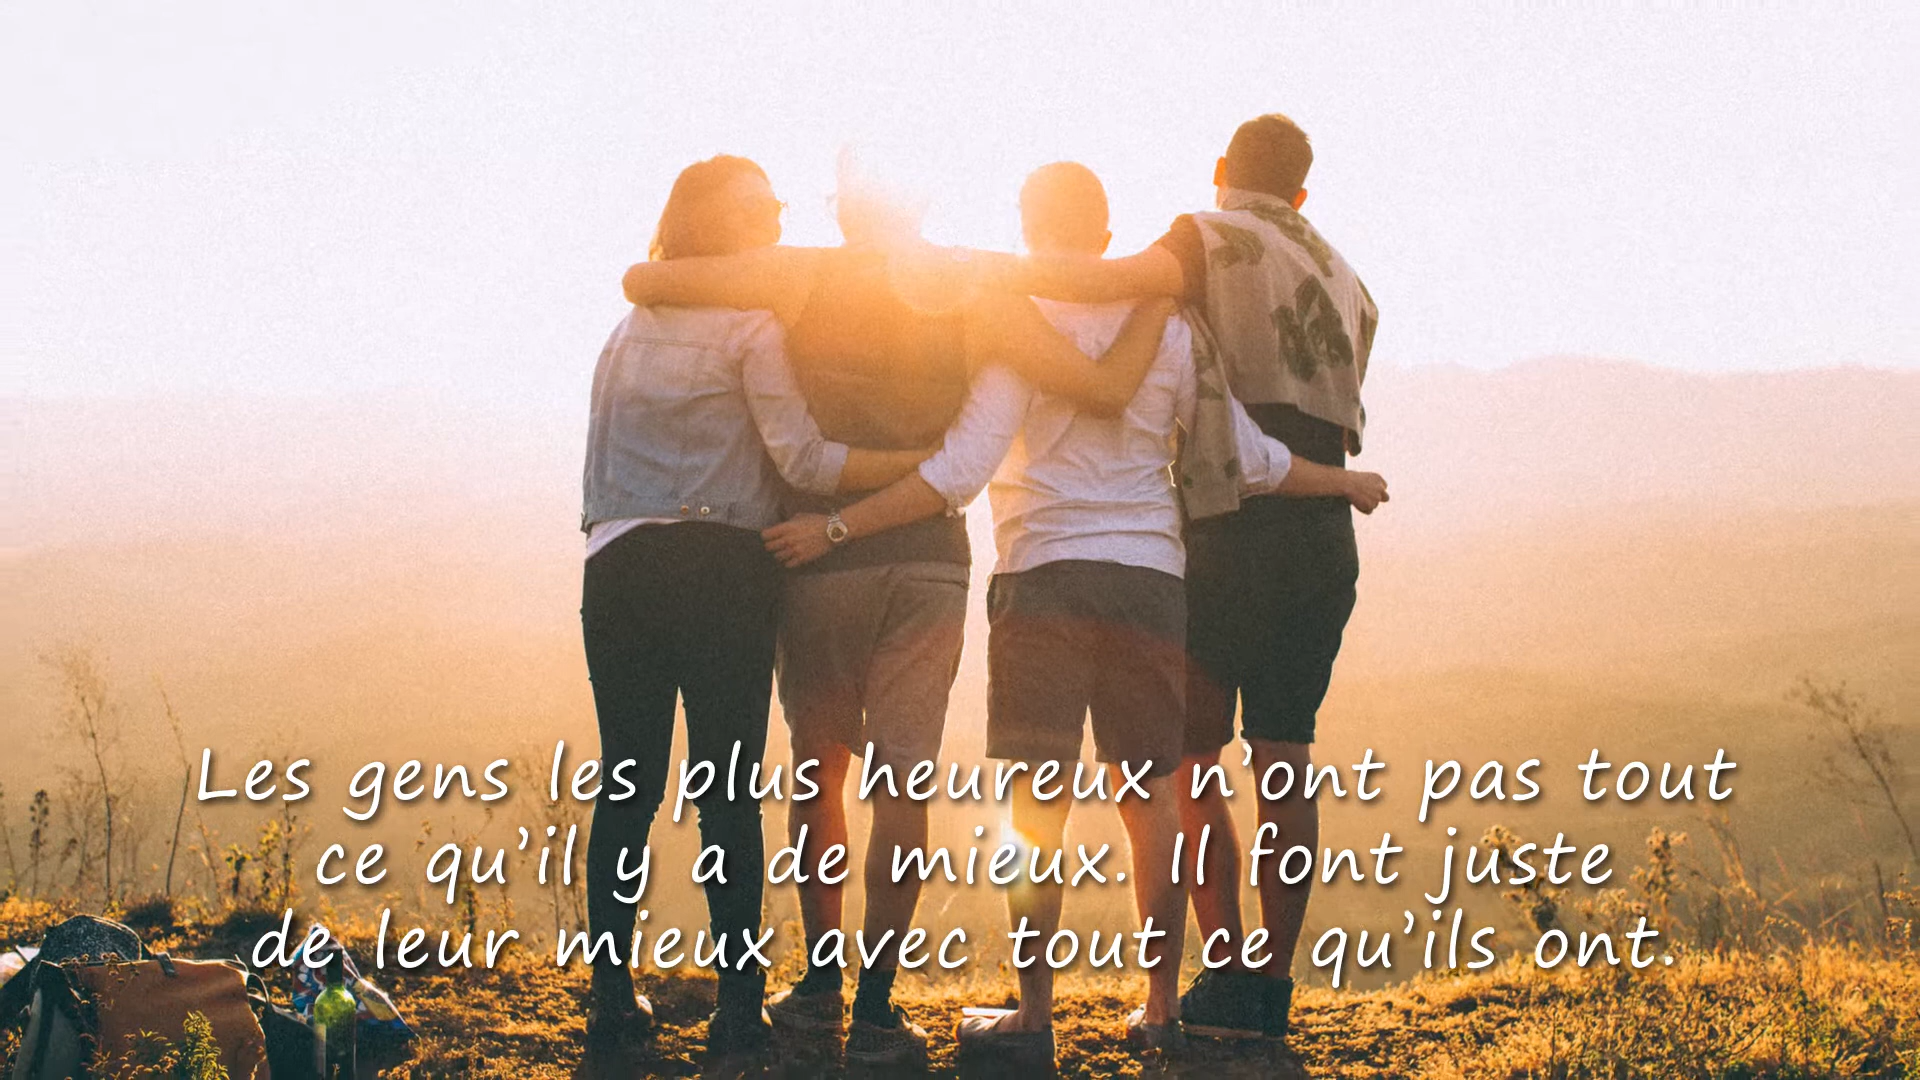 Les gens les plus heureux n’ont pas tout
ce qu’il y a de mieux. Il font juste
de leur mieux avec tout ce qu’ils ont.